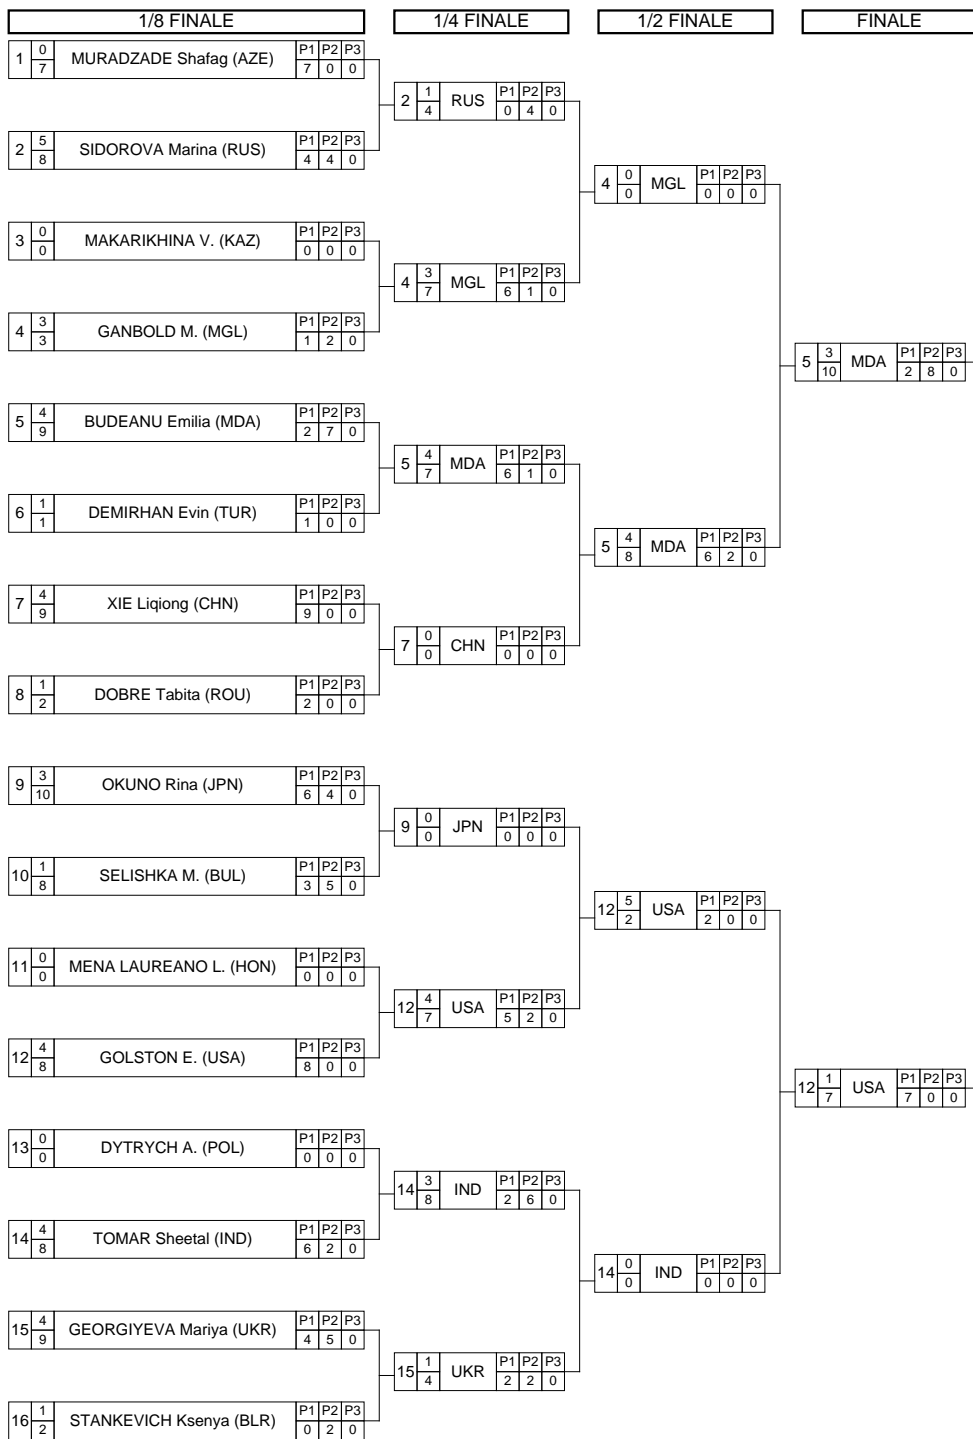 1/8 FINALE 1/4 FINALE 1/2 FINALE FINALE
1 0 7 MURADZADE Shafag (AZE) P1 P2 P3 7 0 0
2 1 4 RUS P1 P2 P3 0 4 0
2 5 8 SIDOROVA Marina (RUS) P1 P2 P3 4 4 0
4 0 0 MGL P1 P2 P3 0 0 0
3 0 0 MAKARIKHINA V. (KAZ) P1 P2 P3 0 0 0
4 3 7 MGL P1 P2 P3 6 1 0
4 3 3 GANBOLD M. (MGL) P1 P2 P3 1 2 0
5 3 10 MDA P1 P2 P3 2 8 0
5 4 9 BUDEANU Emilia (MDA) P1 P2 P3 2 7 0
5 4 7 MDA P1 P2 P3 6 1 0
6 1 1 DEMIRHAN Evin (TUR) P1 P2 P3 1 0 0
5 4 8 MDA P1 P2 P3 6 2 0
7 4 9 XIE Liqiong (CHN) P1 P2 P3 9 0 0
7 0 0 CHN P1 P2 P3 0 0 0
8 1 2 DOBRE Tabita (ROU) P1 P2 P3 2 0 0
9 3 10 OKUNO Rina (JPN) P1 P2 P3 6 4 0
9 0 0 JPN P1 P2 P3 0 0 0
10 1 8 SELISHKA M. (BUL) P1 P2 P3 3 5 0
12 5 2 USA P1 P2 P3 2 0 0
11 0 0 MENA LAUREANO L. (HON) P1 P2 P3 0 0 0
12 4 7 USA P1 P2 P3 5 2 0
12 4 8 GOLSTON E. (USA) P1 P2 P3 8 0 0
12 1 7 USA P1 P2 P3 7 0 0
13 0 0 DYTRYCH A. (POL) P1 P2 P3 0 0 0
14 3 8 IND P1 P2 P3 2 6 0
14 4 8 TOMAR Sheetal (IND) P1 P2 P3 6 2 0
14 0 0 IND P1 P2 P3 0 0 0
15 4 9 GEORGIYEVA Mariya (UKR) P1 P2 P3 4 5 0
15 1 4 UKR P1 P2 P3 2 2 0
16 1 2 STANKEVICH Ksenya (BLR) P1 P2 P3 0 2 0